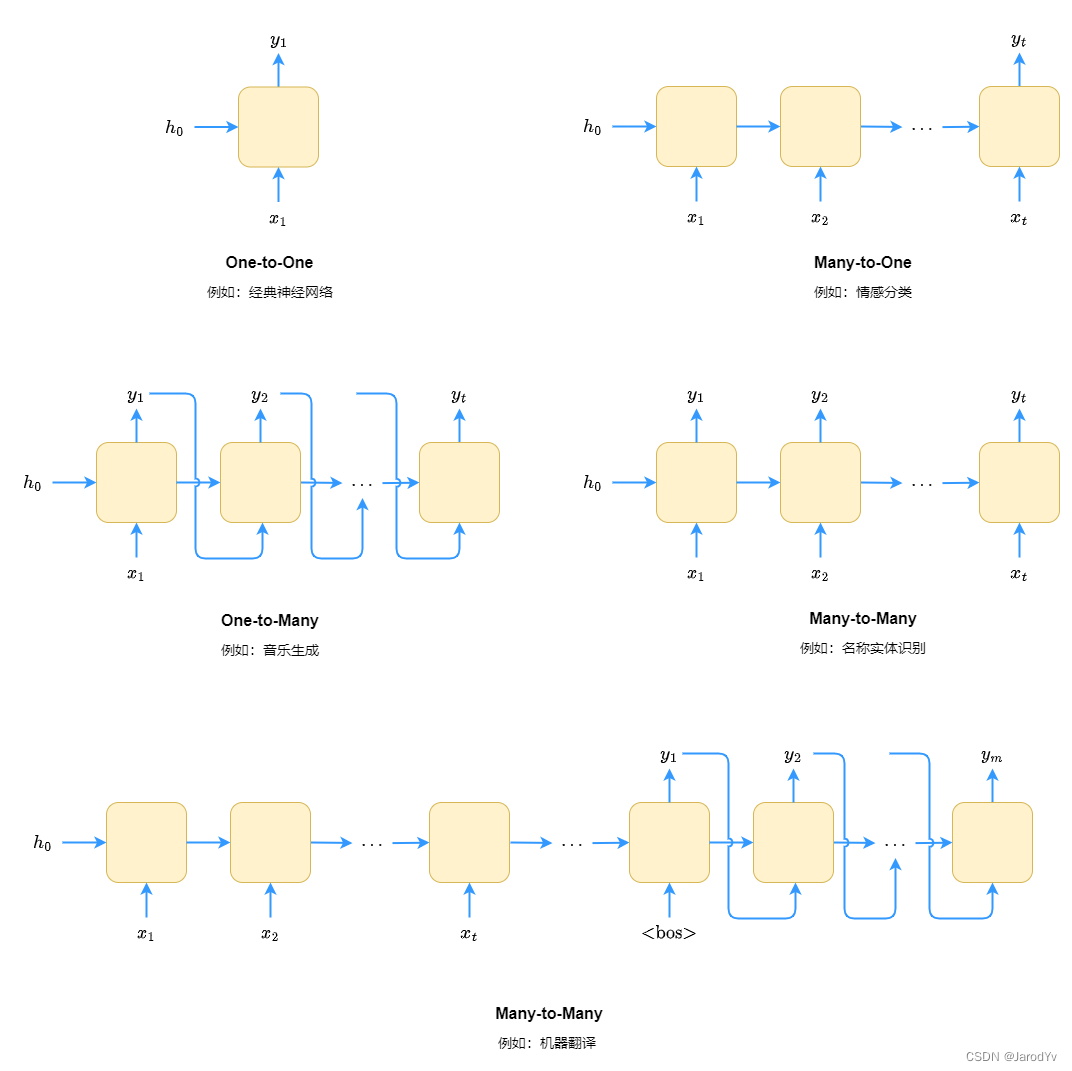 y₁
h₀
x₁
One-to-One
例如：经典神经网络
yₜ
h₀ ...
x₁ x₂ xₜ
Many-to-One
例如：情感分类
y₁ y₂ yₜ
h₀ ...
x₁
One-to-Many
例如：音乐生成
y₁ y₂ yₜ
h₀ ...
x₁ x₂ xₜ
Many-to-Many
例如：名称实体识别
y₁ y₂ yₘ
h₀ ... ... ...
x₁ x₂ xₜ <bos>
Many-to-Many
例如：机器翻译
CSDN @JarodYv